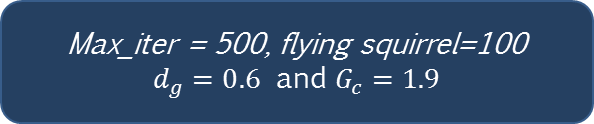 Max_iter = 500, flying squirrel=100
d_g = 0.6 and G_c = 1.9